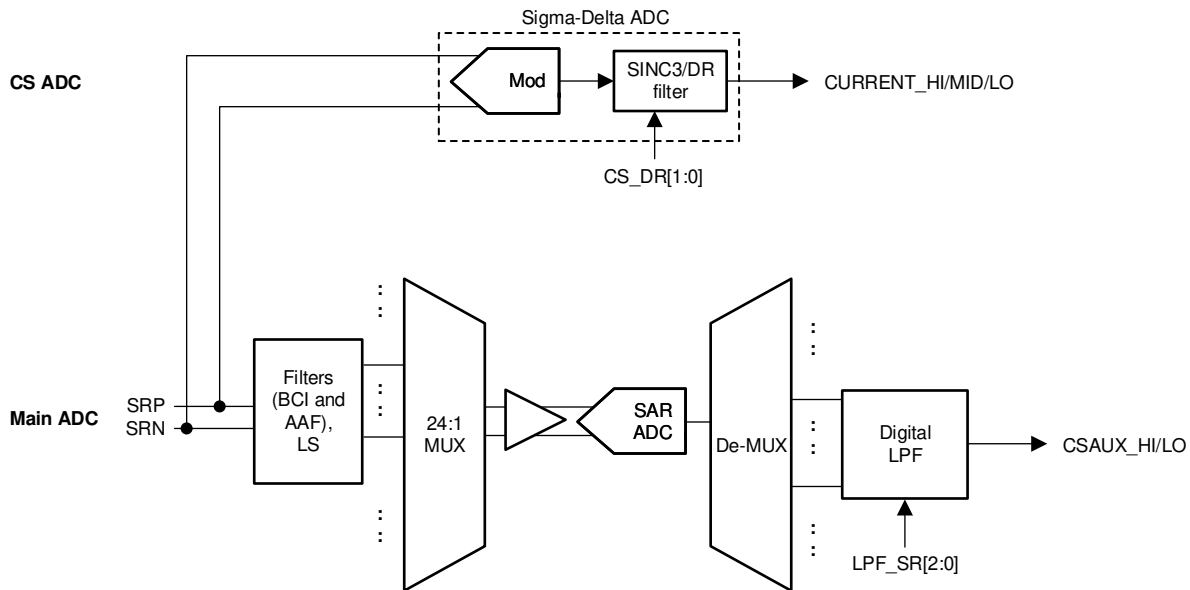 Sigma-Delta ADC
CS ADC
Mod
SINC3/DR
filter
CURRENT_HI/MID/LO
CS_DR[1:0]
Main ADC
SRP
SRN
Filters
(BCI and
AAF),
LS
24:1
MUX
SAR
ADC
De-MUX
Digital
LPF
CSAUX_HI/LO
LPF_SR[2:0]